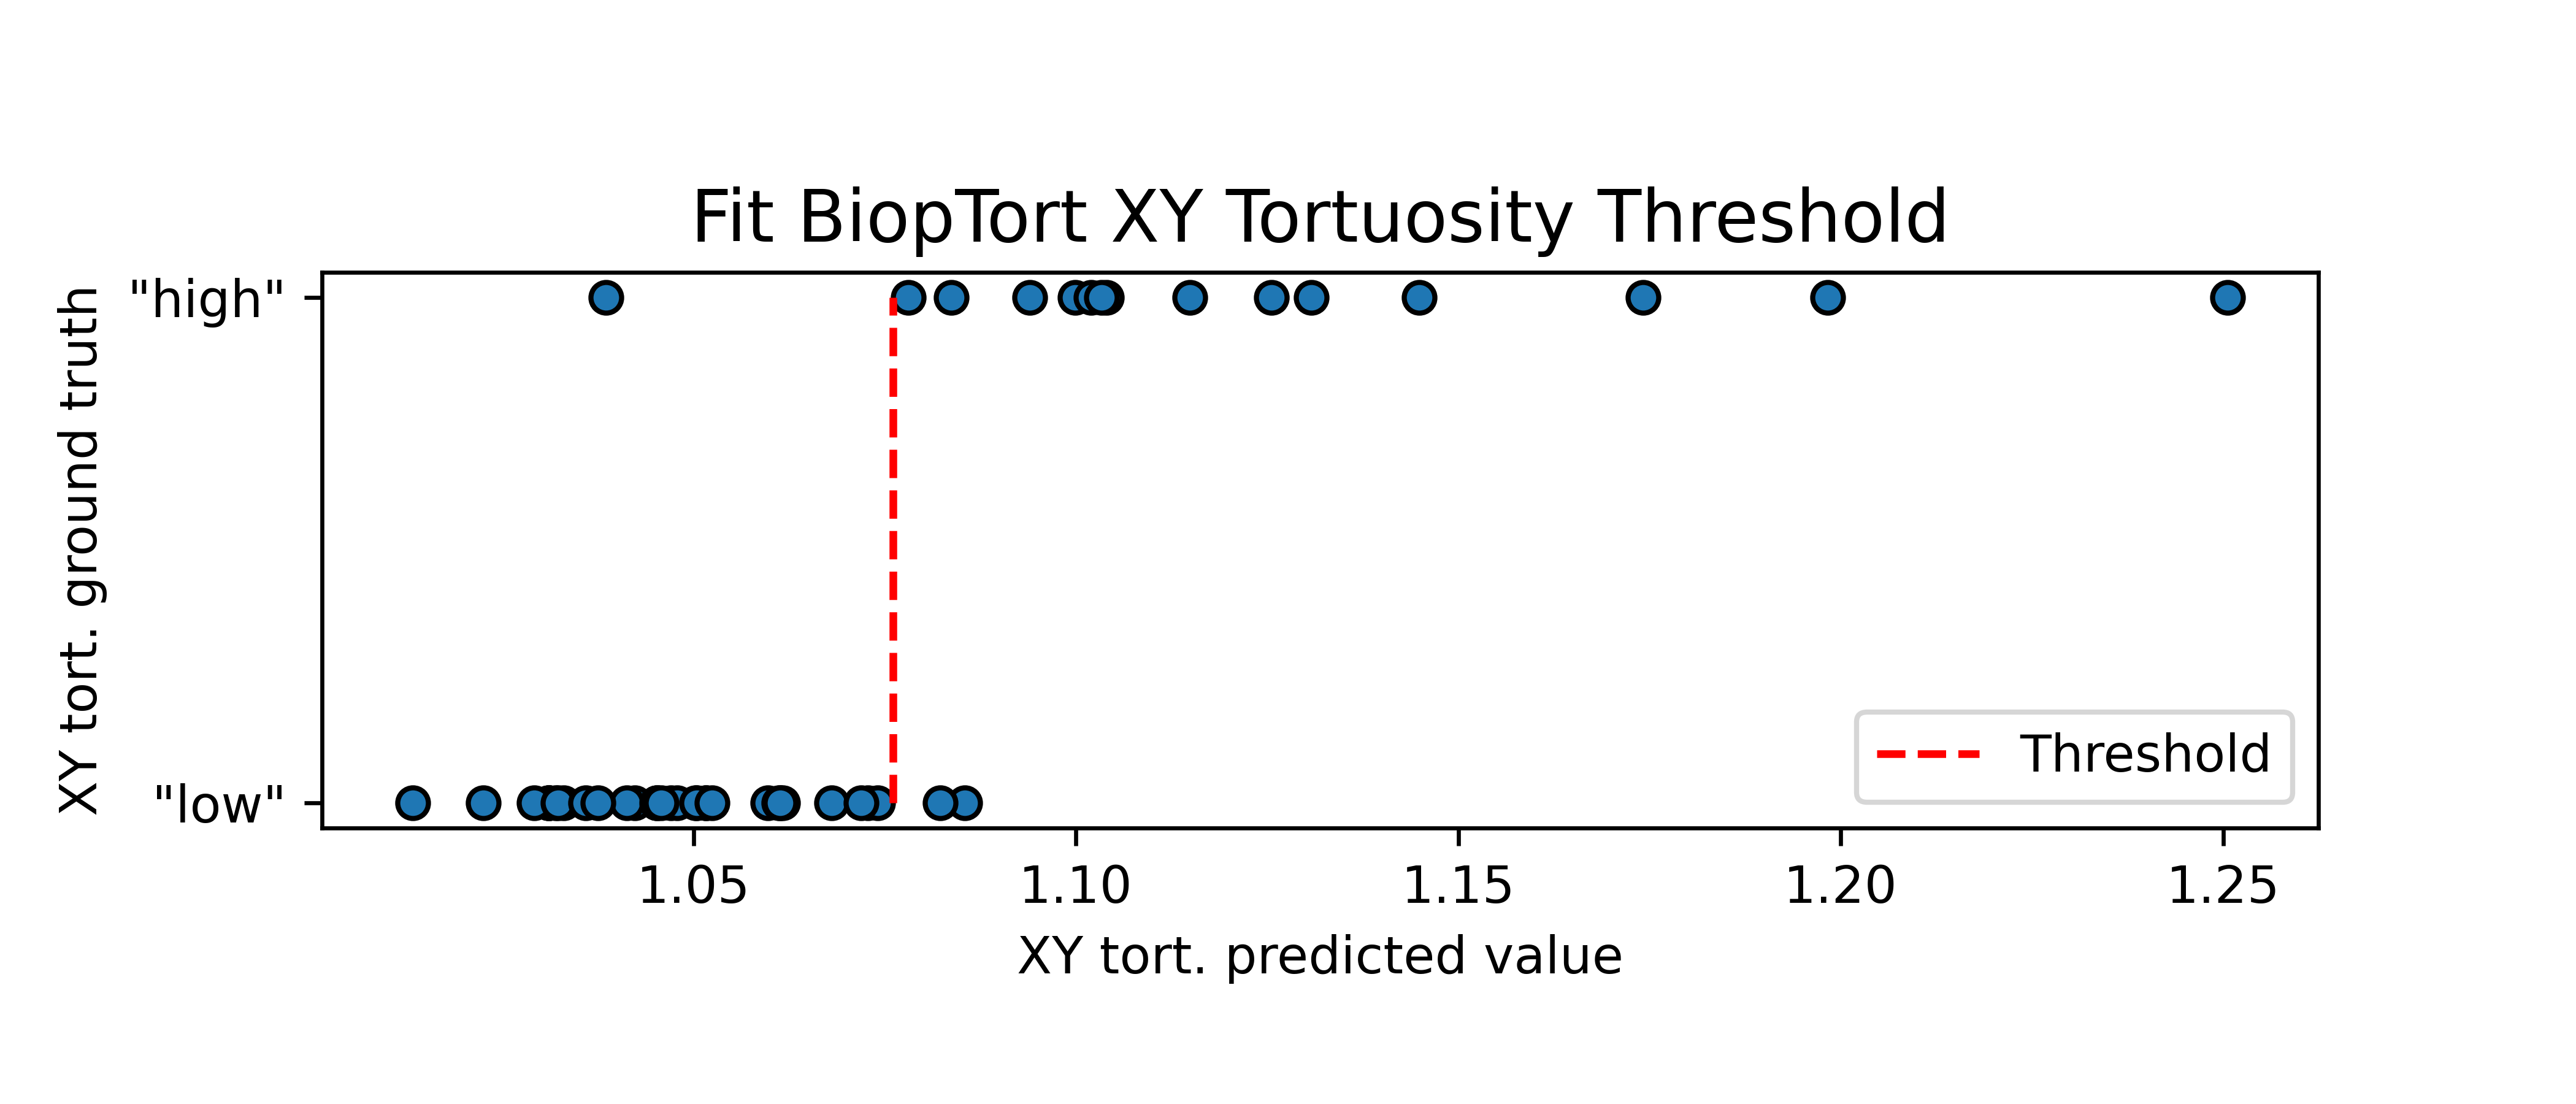 Fit BiopTort XY Tortuosity Threshold
XY tort. ground truth
"high"
"low"
Threshold
1.05 1.10 1.15 1.20 1.25
XY tort. predicted value